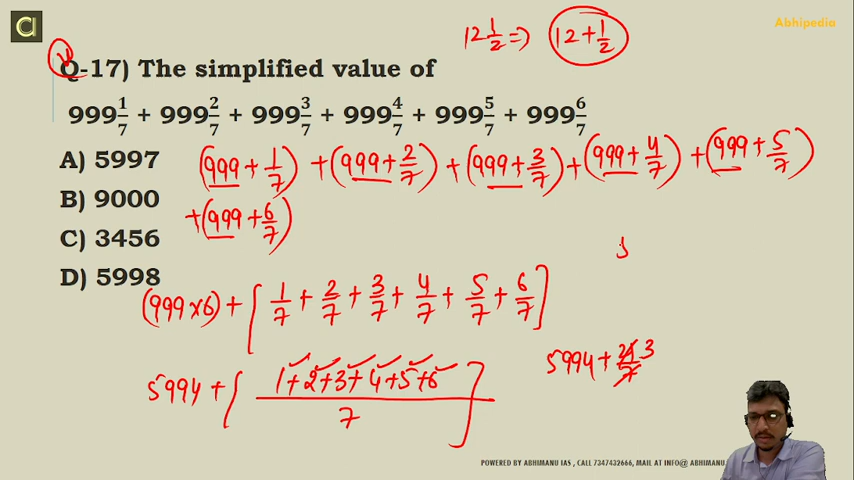 a
Abhipedia
12 1/2 ⇒ 12 + 1/2
Q-17) The simplified value of
999 1/7 + 999 2/7 + 999 3/7 + 999 4/7 + 999 5/7 + 999 6/7
A) 5997
(999 + 1/7) + (999 + 2/7) + (999 + 3/7) + (999 + 4/7) + (999 + 5/7)
B) 9000
+ (999 + 6/7)
C) 3456
D) 5998
(999 × 6) + [1/7 + 2/7 + 3/7 + 4/7 + 5/7 + 6/7]
5994 + [1+2+3+4+5+6 / 7]
5994 + 21/7 3
POWERED BY ABHIMANU IAS , CALL 7347432666, MAIL AT INFO@ ABHIMANU